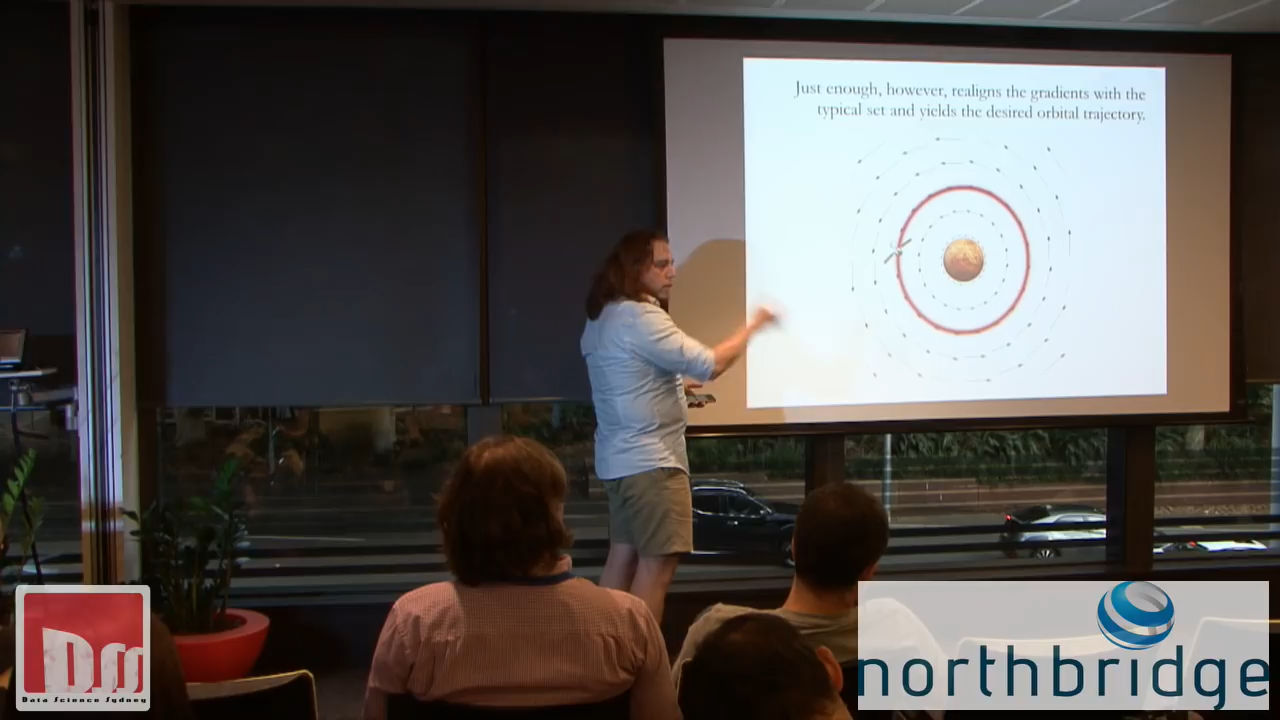 Just enough, however, realigns the gradients with the
typical set and yields the desired orbital trajectory.
DSS
Data Science Sydney
northbridge